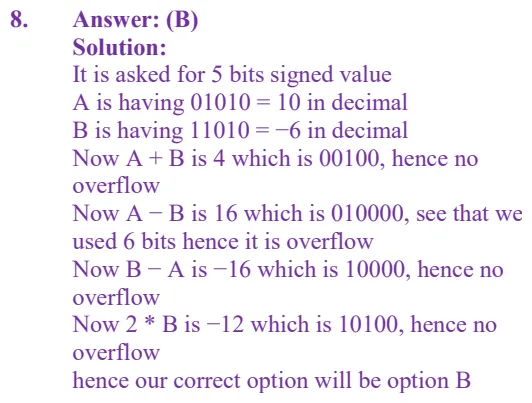 8. Answer: (B)
Solution:
It is asked for 5 bits signed value
A is having 01010 = 10 in decimal
B is having 11010 = −6 in decimal
Now A + B is 4 which is 00100, hence no
overflow
Now A − B is 16 which is 010000, see that we
used 6 bits hence it is overflow
Now B − A is −16 which is 10000, hence no
overflow
Now 2 * B is −12 which is 10100, hence no
overflow
hence our correct option will be option B